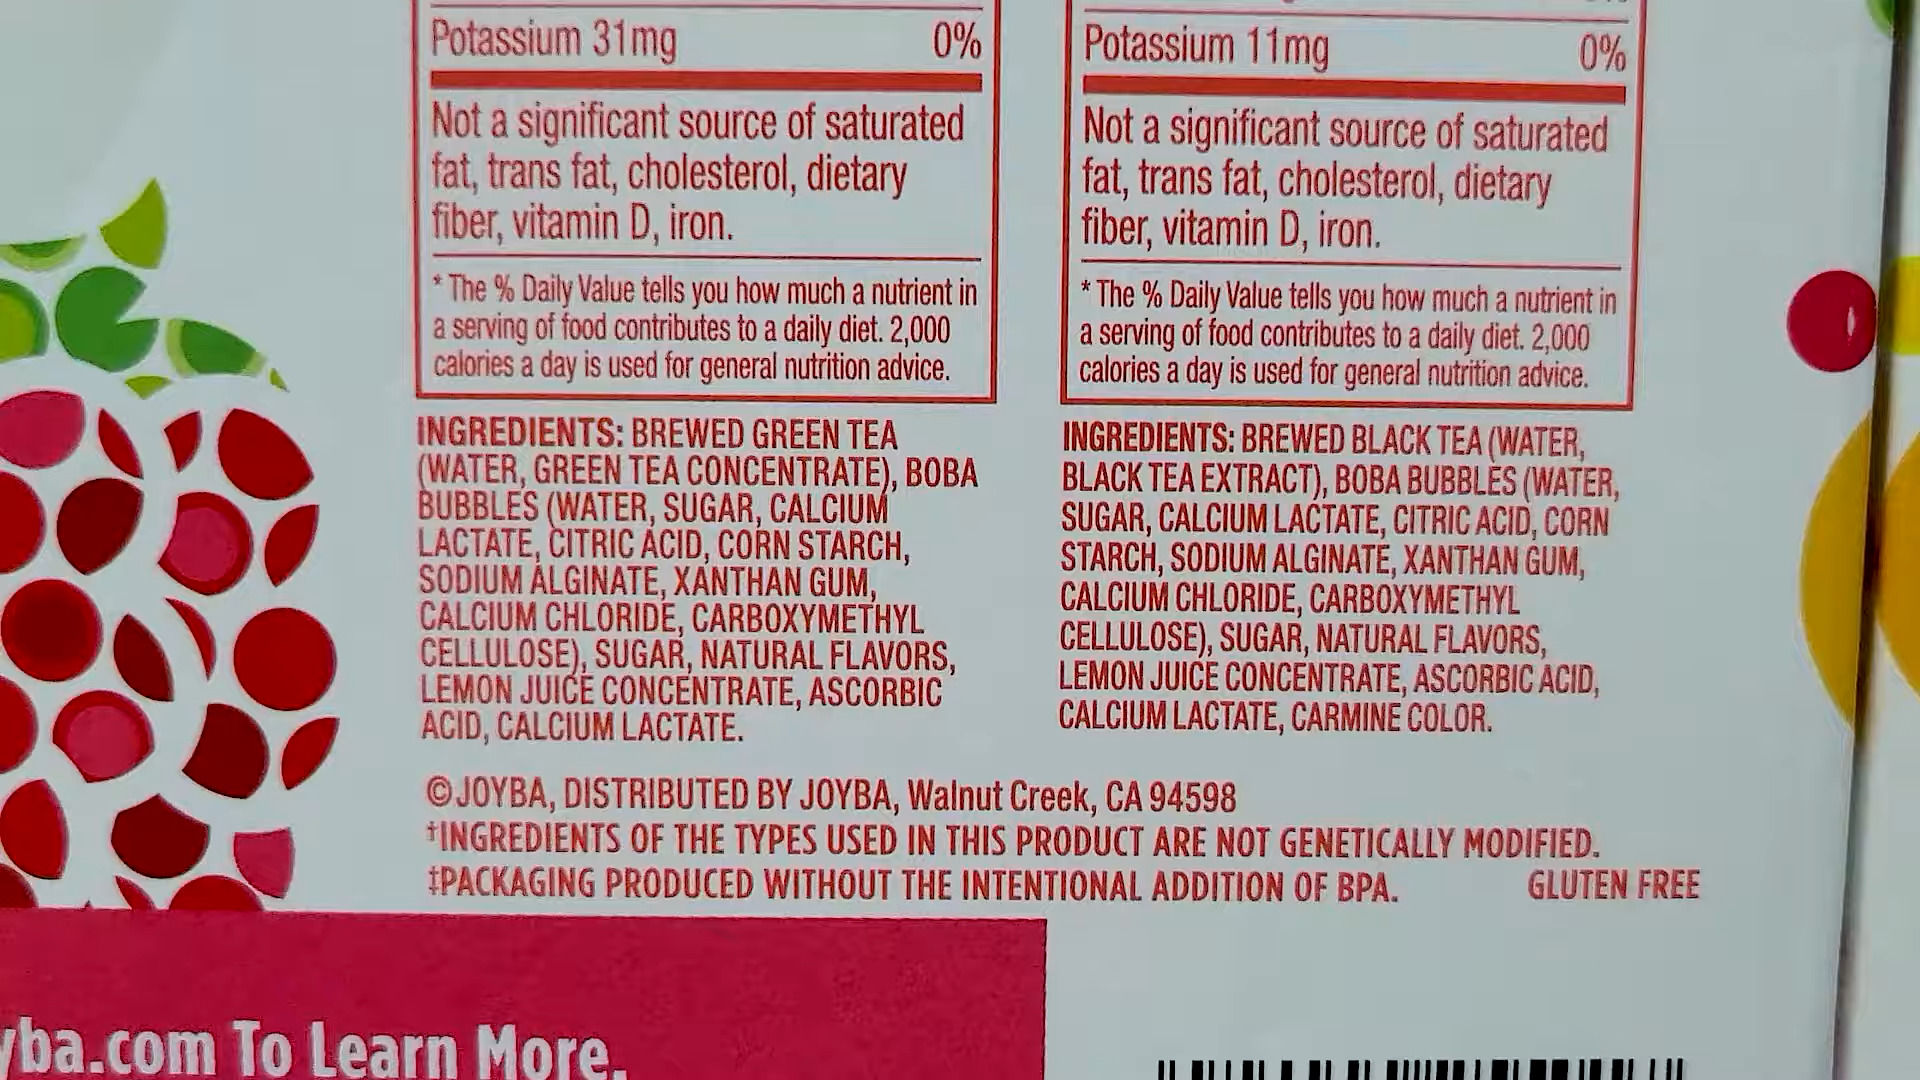 Potassium 31mg 0%
Not a significant source of saturated
fat, trans fat, cholesterol, dietary
fiber, vitamin D, iron.
* The % Daily Value tells you how much a nutrient in
a serving of food contributes to a daily diet. 2,000
calories a day is used for general nutrition advice.
INGREDIENTS: BREWED GREEN TEA
(WATER, GREEN TEA CONCENTRATE), BOBA
BUBBLES (WATER, SUGAR, CALCIUM
LACTATE, CITRIC ACID, CORN STARCH,
SODIUM ALGINATE, XANTHAN GUM,
CALCIUM CHLORIDE, CARBOXYMETHYL
CELLULOSE), SUGAR, NATURAL FLAVORS,
LEMON JUICE CONCENTRATE, ASCORBIC
ACID, CALCIUM LACTATE.
Potassium 11mg 0%
Not a significant source of saturated
fat, trans fat, cholesterol, dietary
fiber, vitamin D, iron.
* The % Daily Value tells you how much a nutrient in
a serving of food contributes to a daily diet. 2,000
calories a day is used for general nutrition advice.
INGREDIENTS: BREWED BLACK TEA (WATER,
BLACK TEA EXTRACT), BOBA BUBBLES (WATER,
SUGAR, CALCIUM LACTATE, CITRIC ACID, CORN
STARCH, SODIUM ALGINATE, XANTHAN GUM,
CALCIUM CHLORIDE, CARBOXYMETHYL
CELLULOSE), SUGAR, NATURAL FLAVORS,
LEMON JUICE CONCENTRATE, ASCORBIC ACID,
CALCIUM LACTATE, CARMINE COLOR.
©JOYBA, DISTRIBUTED BY JOYBA, Walnut Creek, CA 94598
†INGREDIENTS OF THE TYPES USED IN THIS PRODUCT ARE NOT GENETICALLY MODIFIED.
‡PACKAGING PRODUCED WITHOUT THE INTENTIONAL ADDITION OF BPA. GLUTEN FREE
yba.com To Learn More.